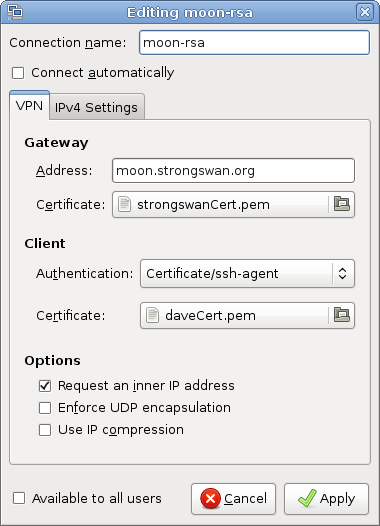 Editing moon-rsa
Connection name: moon-rsa
Connect automatically
VPN IPv4 Settings
Gateway
Address: moon.strongswan.org
Certificate: strongswanCert.pem
Client
Authentication: Certificate/ssh-agent
Certificate: daveCert.pem
Options
Request an inner IP address
Enforce UDP encapsulation
Use IP compression
Available to all users Cancel Apply